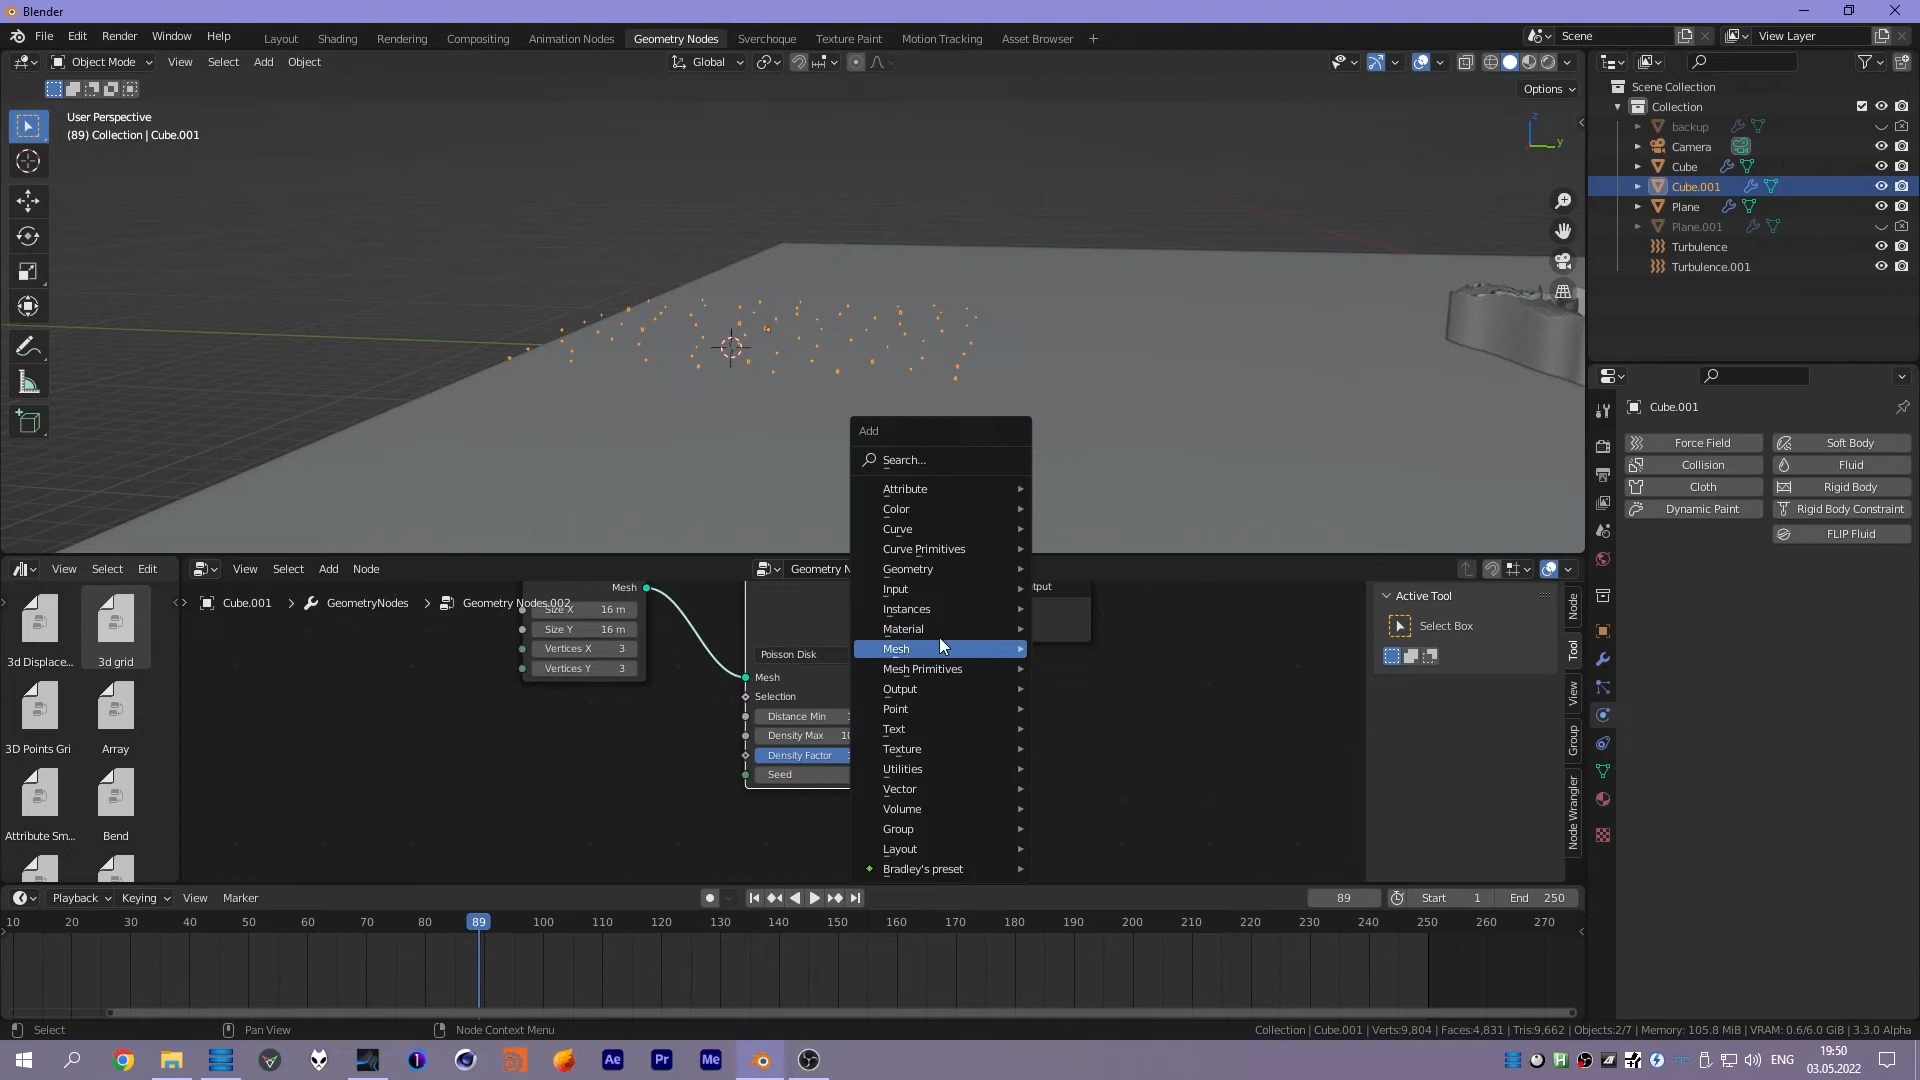 Blender
File Edit Render Window Help
Layout Shading Rendering Compositing Animation Nodes Geometry Nodes Sverchoque Texture Paint Motion Tracking Asset Browser
Scene View Layer
Object Mode View Select Add Object
Global
Options
User Perspective
(89) Collection | Cube.001
Z
Y
Scene Collection
Collection
backup
Camera
Cube
Cube.001
Plane
Plane.001
Turbulence
Turbulence.001
Cube.001
Force Field Soft Body
Collision Fluid
Cloth Rigid Body
Dynamic Paint Rigid Body Constraint
FLIP Fluid
Add
Search...
Attribute
Color
Curve
Curve Primitives
Geometry
Input
Instances
Material
Mesh
Mesh Primitives
Output
Point
Text
Texture
Utilities
Vector
Volume
Group
Layout
Bradley's preset
View Select Edit
View Select Add Node
Geometry N
Cube.001 GeometryNodes Geometry Nodes.002
3d Displace... 3d grid
3D Points Gri Array
Attribute Sm... Bend
Mesh
Size X 16 m
Size Y 16 m
Vertices X 3
Vertices Y 3
Poisson Disk
Mesh
Selection
Distance Min
Density Max 10
Density Factor
Seed
tput
Active Tool
Select Box
Node
Tool
View
Group
Node Wrangler
Playback Keying View Marker
89 Start 1 End 250
10 20 30 40 50 60 70 80 89 100 110 120 130 140 150 160 170 180 190 200 210 220 230 240 250 260 270
Select Pan View Node Context Menu
Collection | Cube.001 | Verts:9,804 | Faces:4,831 | Tris:9,662 | Objects:2/7 | Memory: 105.8 MiB | VRAM: 0.6/6.0 GiB | 3.3.0 Alpha
Ae Pr Me
ENG
19:50
03.05.2022